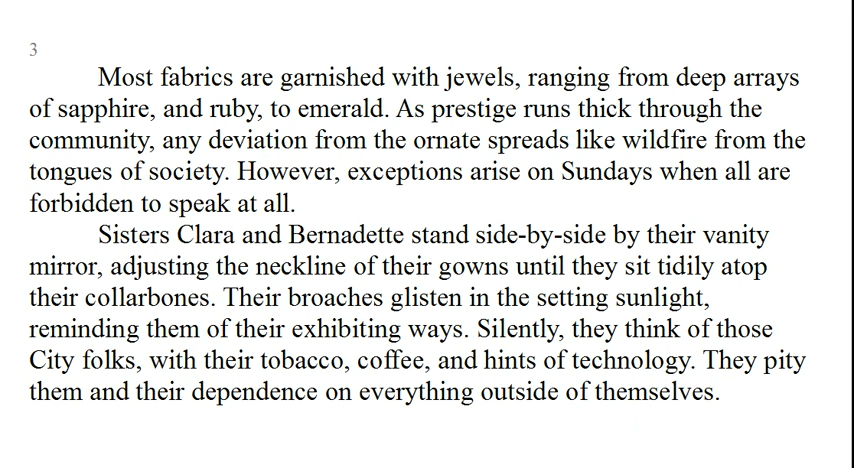 3
Most fabrics are garnished with jewels, ranging from deep arrays
of sapphire, and ruby, to emerald. As prestige runs thick through the
community, any deviation from the ornate spreads like wildfire from the
tongues of society. However, exceptions arise on Sundays when all are
forbidden to speak at all.
Sisters Clara and Bernadette stand side-by-side by their vanity
mirror, adjusting the neckline of their gowns until they sit tidily atop
their collarbones. Their broaches glisten in the setting sunlight,
reminding them of their exhibiting ways. Silently, they think of those
City folks, with their tobacco, coffee, and hints of technology. They pity
them and their dependence on everything outside of themselves.